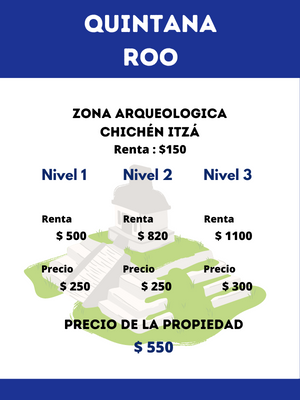 QUINTANA
ROO
ZONA ARQUEOLOGICA
CHICHÉN ITZÁ
Renta : $150
Nivel 1 Nivel 2 Nivel 3
Renta Renta Renta
$ 500 $ 820 $ 1100
Precio Precio Precio
$ 250 $ 250 $ 300
PRECIO DE LA PROPIEDAD
$ 550